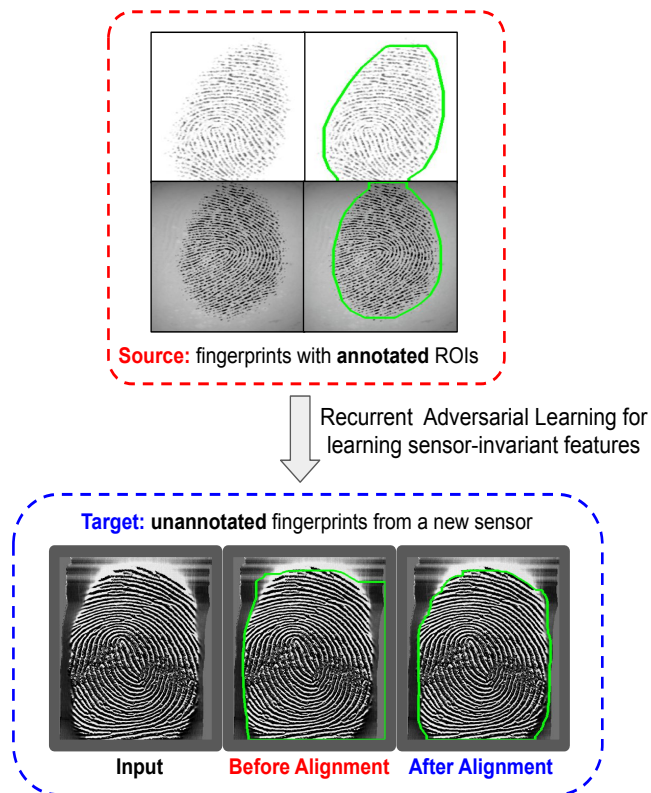 Source: fingerprints with annotated ROIs
Recurrent Adversarial Learning for
learning sensor-invariant features
Target: unannotated fingerprints from a new sensor
Input
Before Alignment
After Alignment